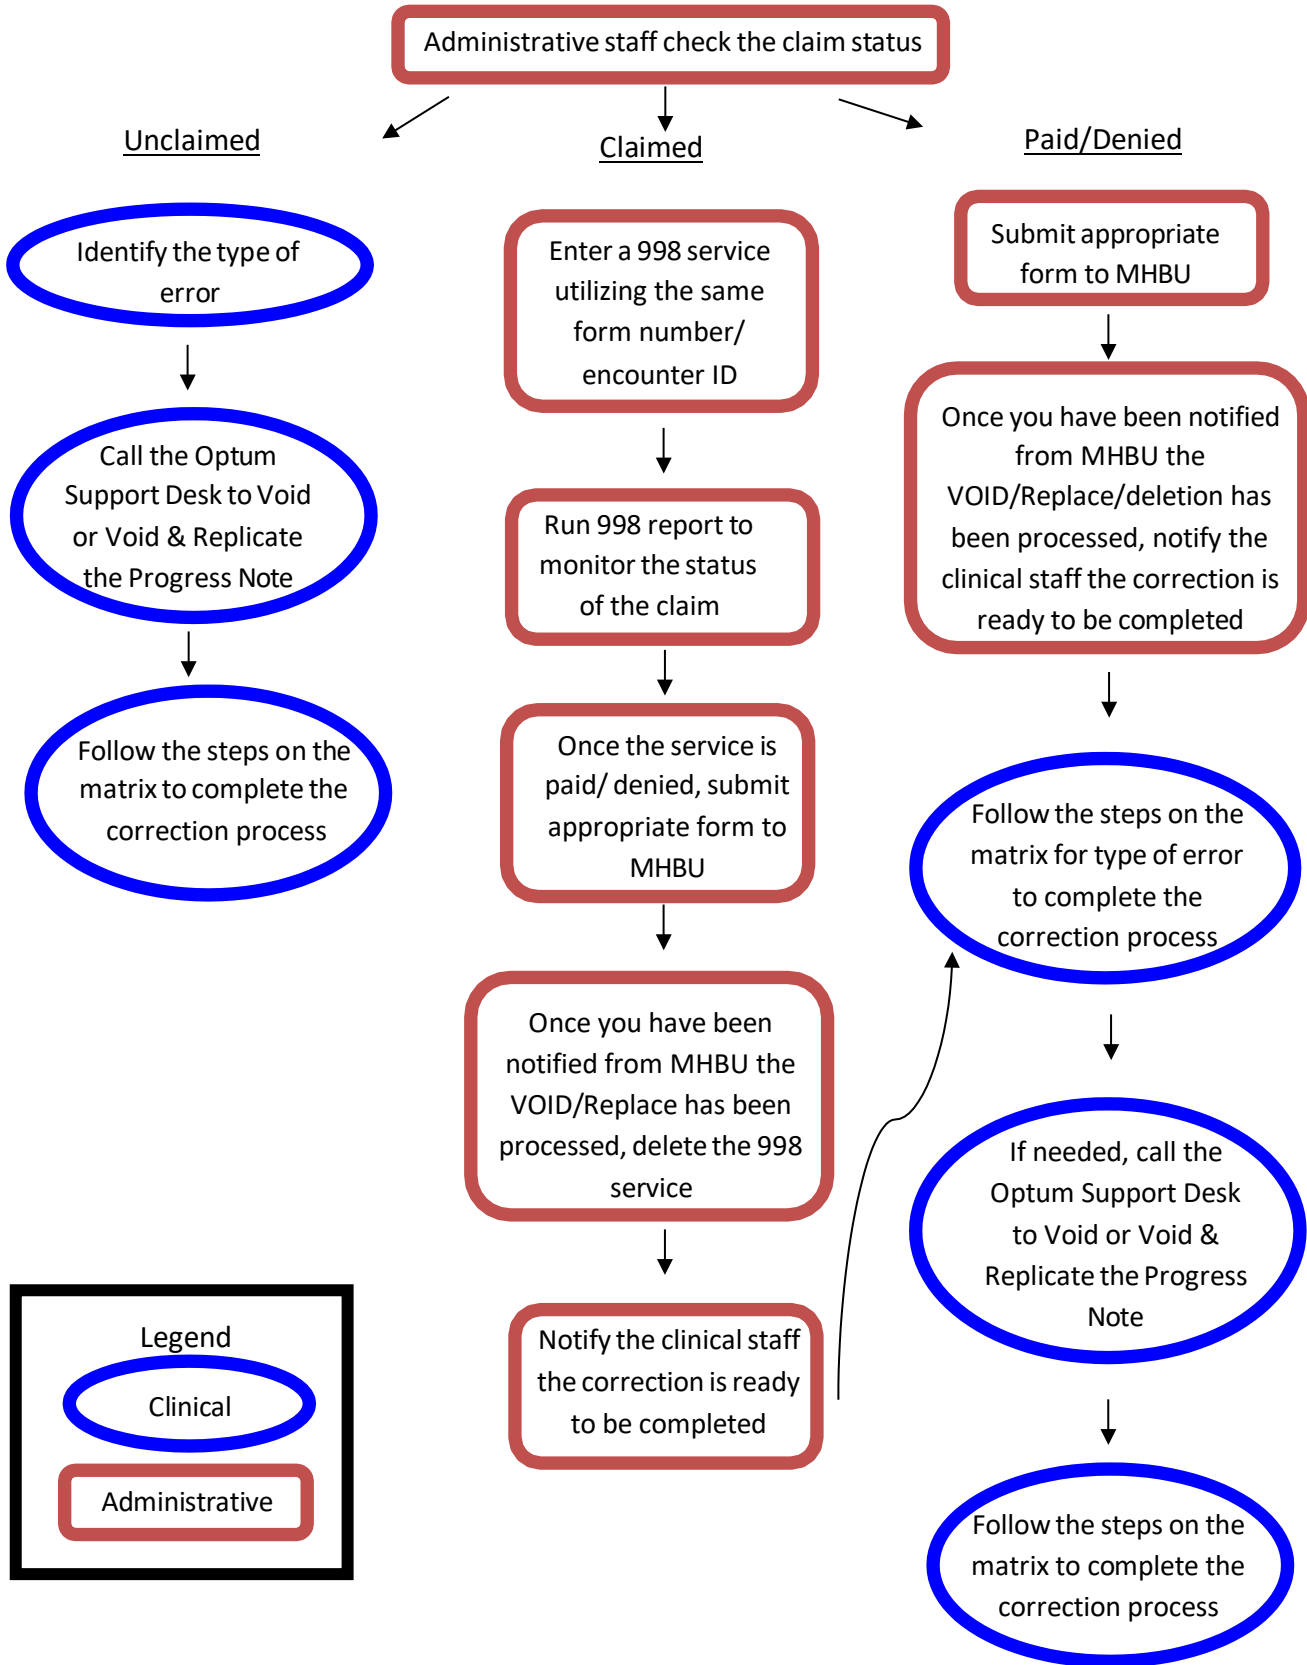 Administrative staff check the claim status
Unclaimed
Identify the type of
error
Call the Optum
Support Desk to Void
or Void & Replicate
the Progress Note
Follow the steps on the
matrix to complete the
correction process
Claimed
Enter a 998 service
utilizing the same
form number/
encounter ID
Run 998 report to
monitor the status
of the claim
Once the service is
paid/ denied, submit
appropriate form to
MHBU
Once you have been
notified from MHBU the
VOID/Replace has been
processed, delete the 998
service
Notify the clinical staff
the correction is ready
to be completed
Paid/Denied
Submit appropriate
form to MHBU
Once you have been notified
from MHBU the
VOID/Replace/deletion has
been processed, notify the
clinical staff the correction is
ready to be completed
Follow the steps on the
matrix for type of error
to complete the
correction process
If needed, call the
Optum Support Desk
to Void or Void &
Replicate the Progress
Note
Follow the steps on the
matrix to complete the
correction process
Legend
Clinical
Administrative